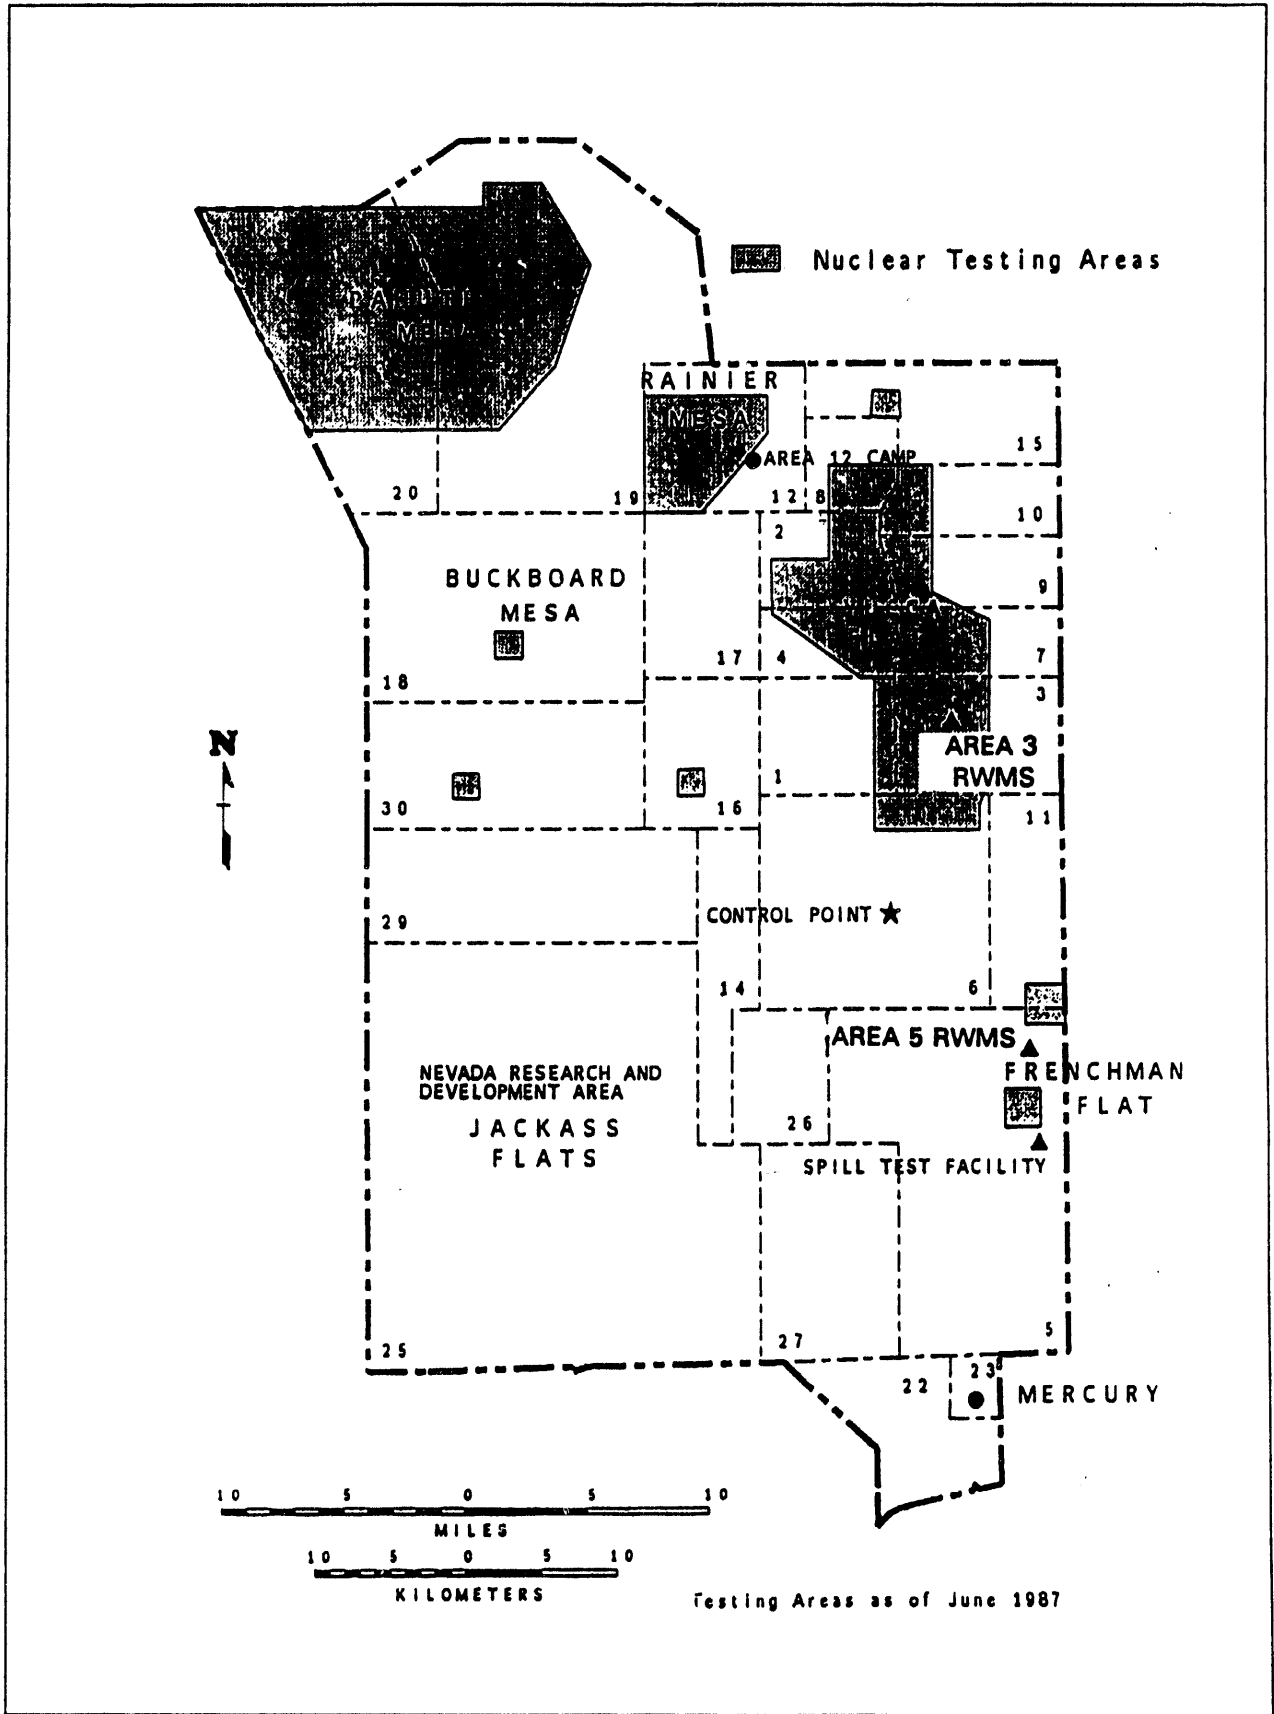 Nuclear Testing Areas
PAHUTE
MESA
RAINIER
MESA
15
AREA 12 CAMP
20
19
12
8
10
2
BUCKBOARD
MESA
9
17
4
7
18
3
N
AREA 3
RWMS
1
30
16
11
CONTROL POINT
29
14
6
AREA 5 RWMS
FRENCHMAN
FLAT
NEVADA RESEARCH AND
DEVELOPMENT AREA
JACKASS
FLATS
26
SPILL TEST FACILITY
25
27
5
22
23
MERCURY
10 5 0 5 10
MILES
10 5 0 5 10
KILOMETERS
Testing Areas as of June 1987